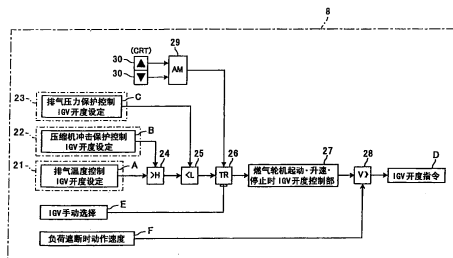 8
(CRT)
29
30
▲
AM
30
▼
23
排气压力保护控制
IGV开度设定
C
22
压缩机冲击保护控制
IGV开度设定
B
24
25
26
27
28
D
21
排气温度控制
IGV开度设定
A
>H
<L
TR
燃气轮机起动·升速·
停止时IGV开度控制部
V>
IGV开度指令
IGV手动选择
E
负荷遮断时动作速度
F